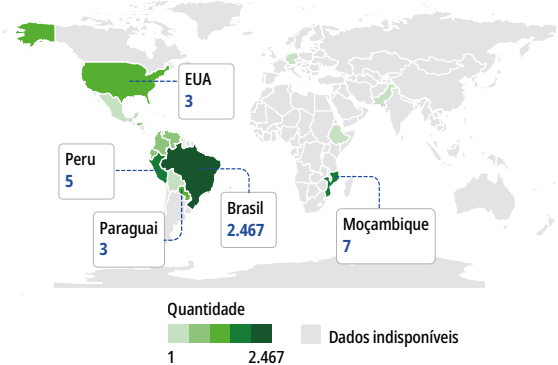 EUA
3
Peru
5
Brasil
2.467
Paraguai
3
Moçambique
7
Quantidade
1 2.467
Dados indisponíveis